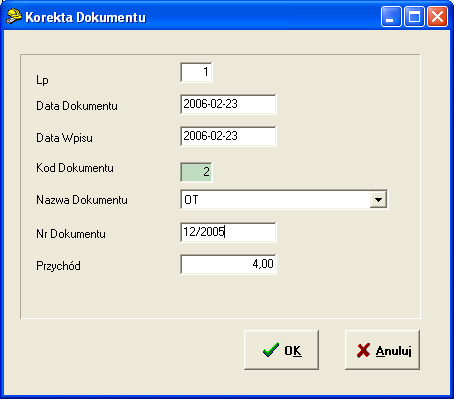 Korekta Dokumentu
Lp 1
Data Dokumentu 2006-02-23
Data Wpisu 2006-02-23
Kod Dokumentu 2
Nazwa Dokumentu OT
Nr Dokumentu 12/2005
Przychód 4,00
OK Anuluj